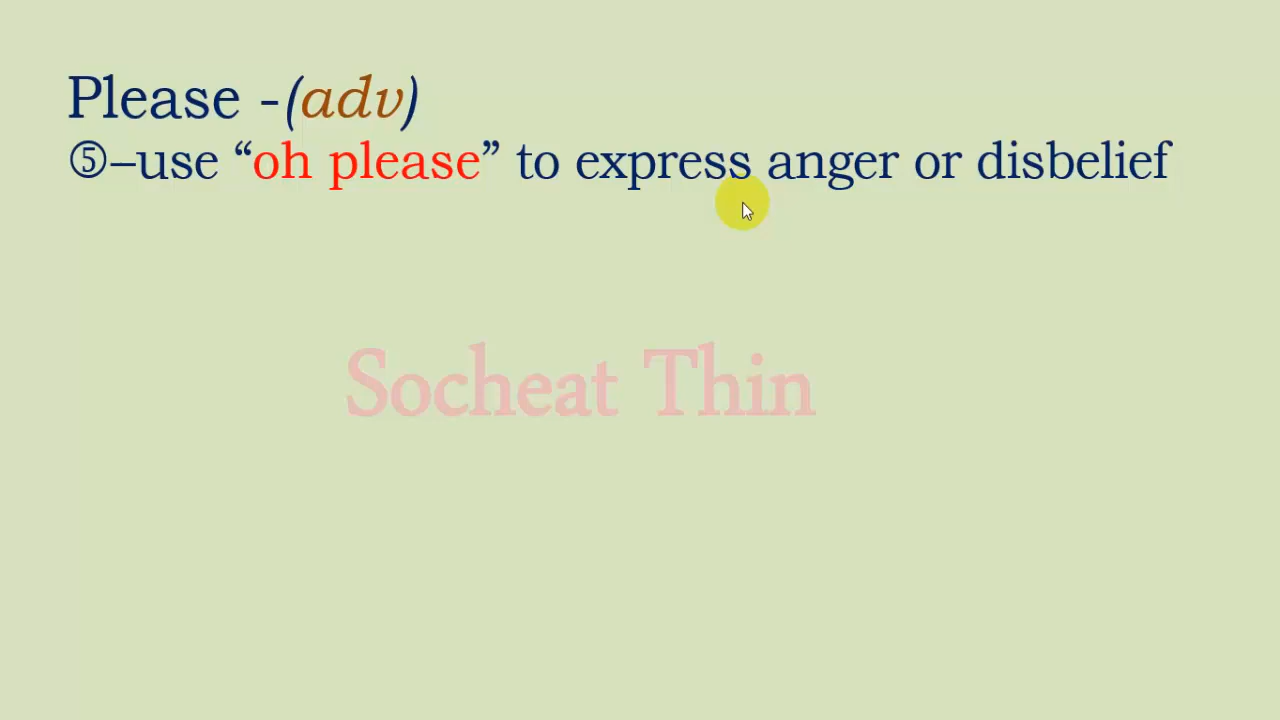 Please -(adv)
⑤–use “oh please” to express anger or disbelief
Socheat Thin